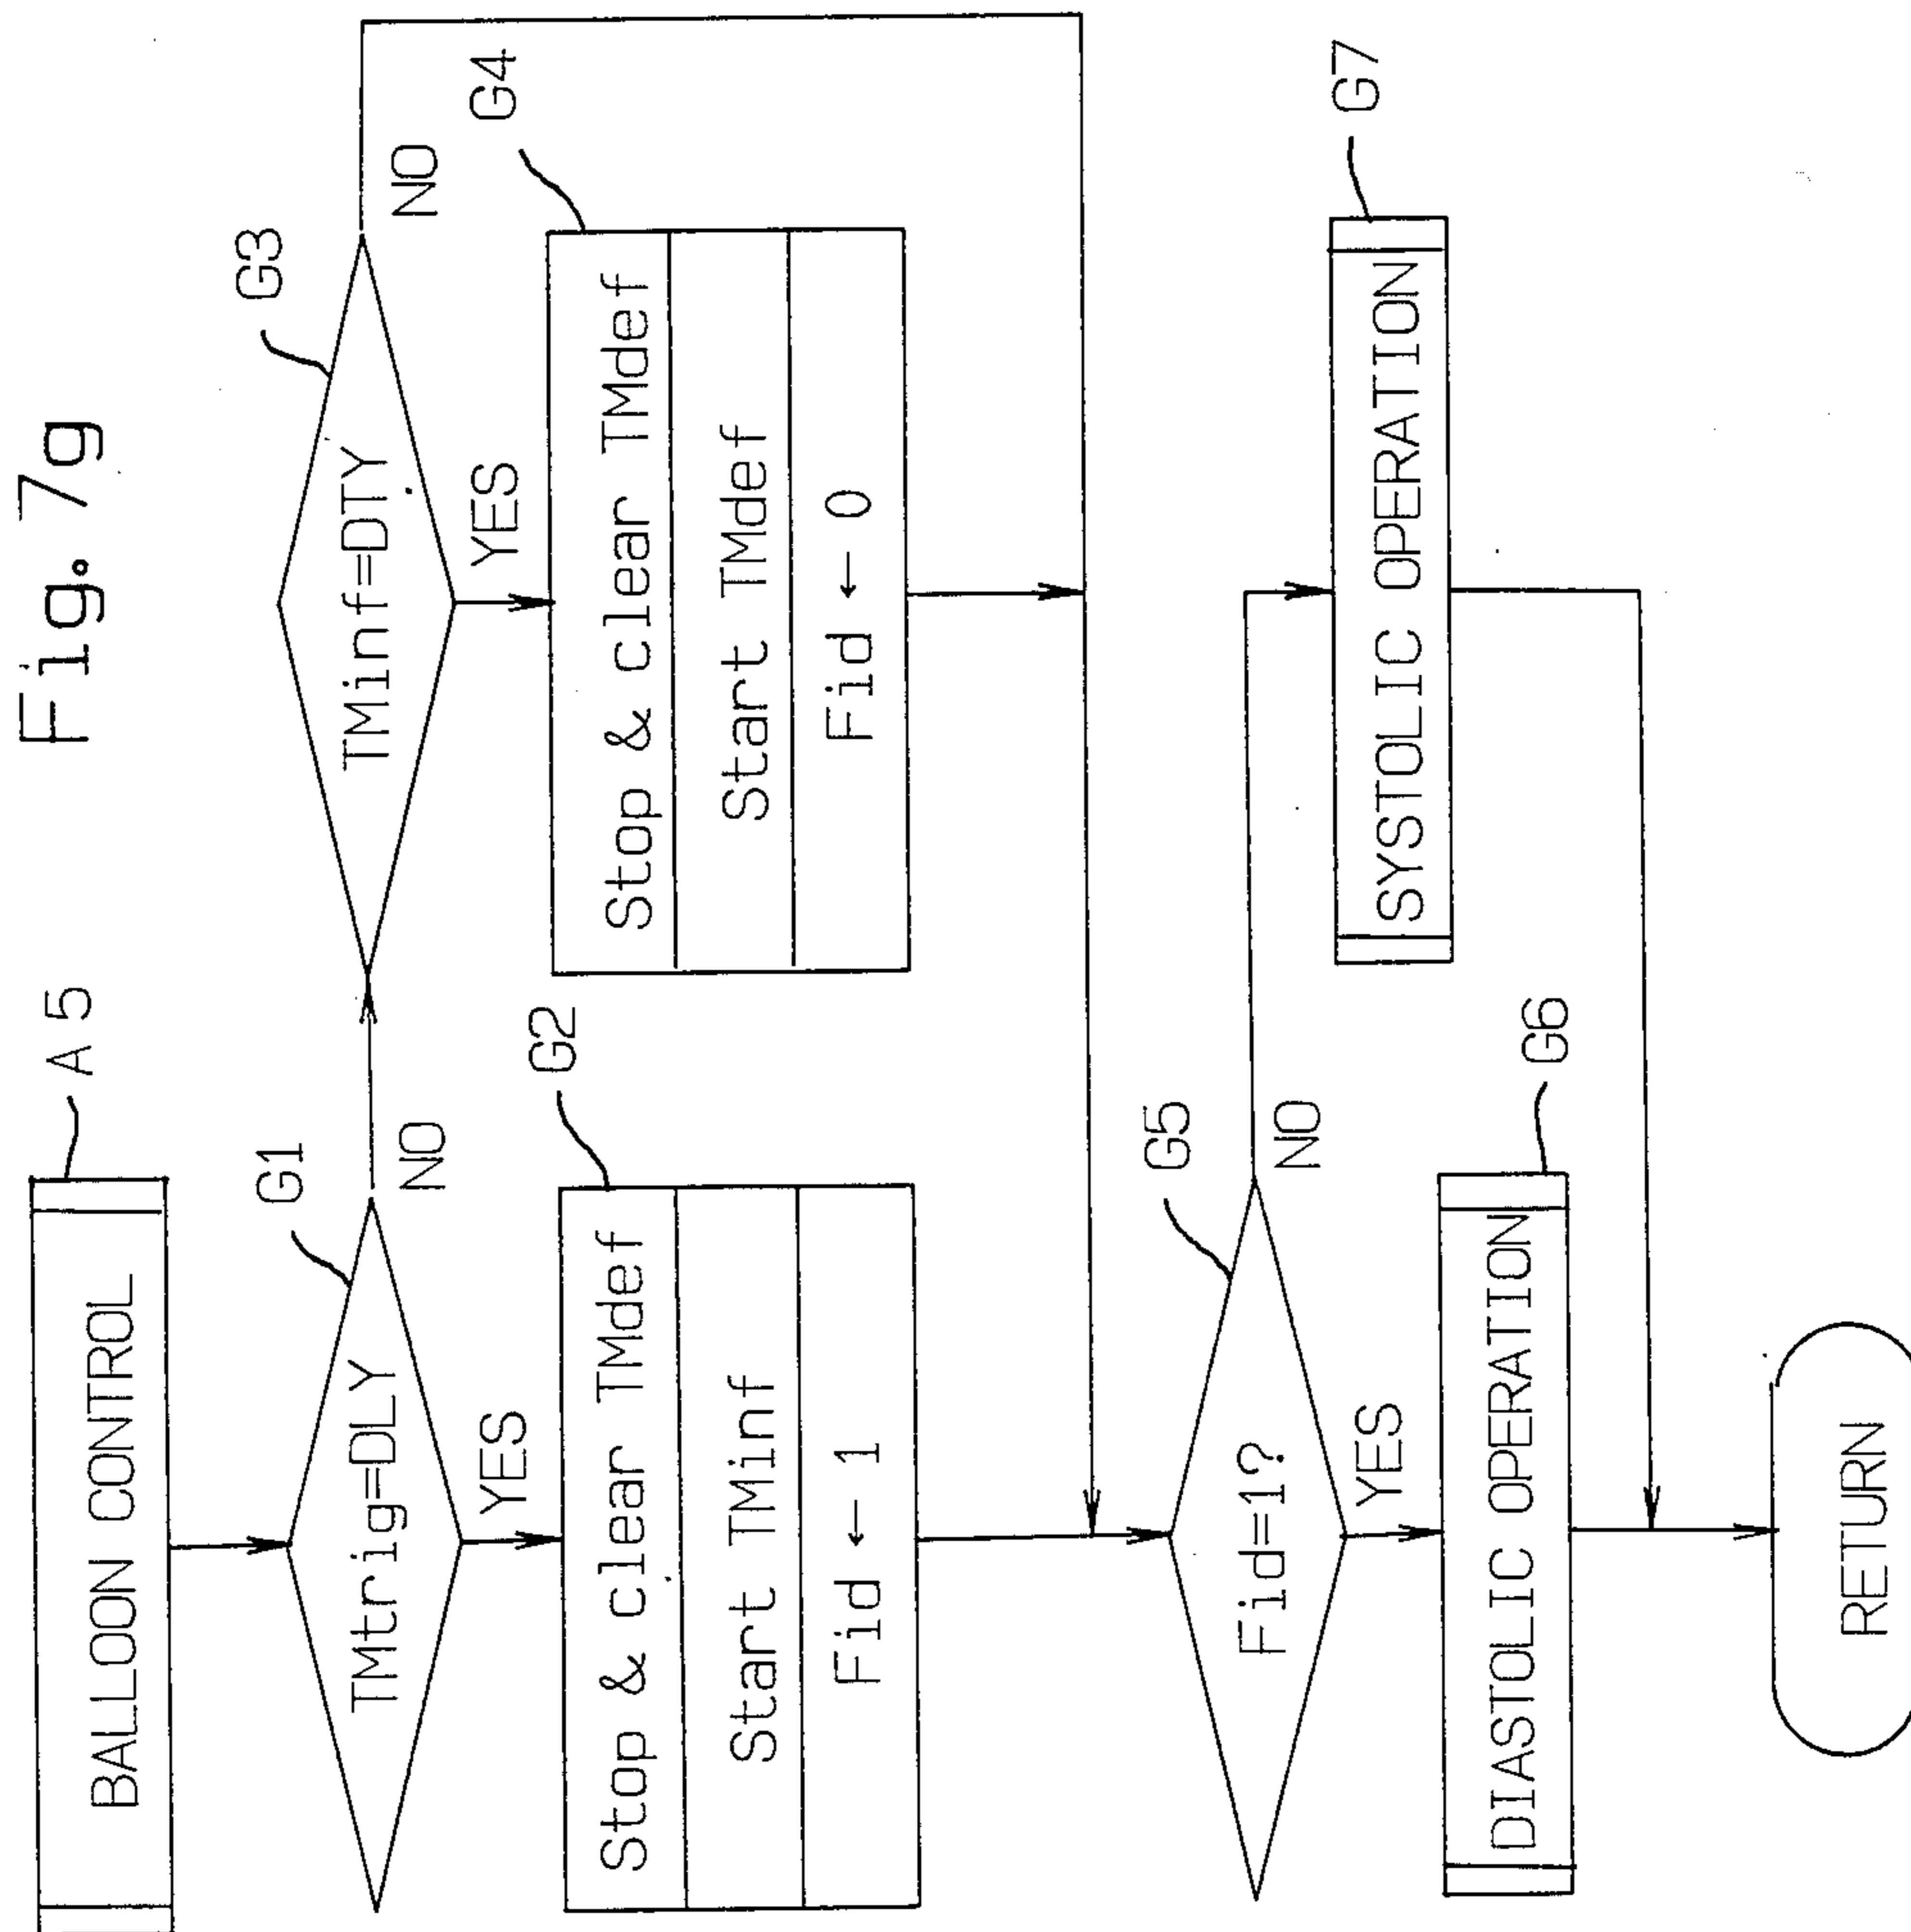 Fig. 7g
A5
BALLOON CONTROL
G1
TMtrig=DLY
NO
YES
G2
Stop & clear TMdef
Start TMinf
Fid ← 1
G3
TMinf=DTY
NO
YES
G4
Stop & clear TMdef
Start TMdef
Fid ← 0
G5
Fid=1?
NO
YES
G6
DIASTOLIC OPERATION
G7
SYSTOLIC OPERATION
RETURN